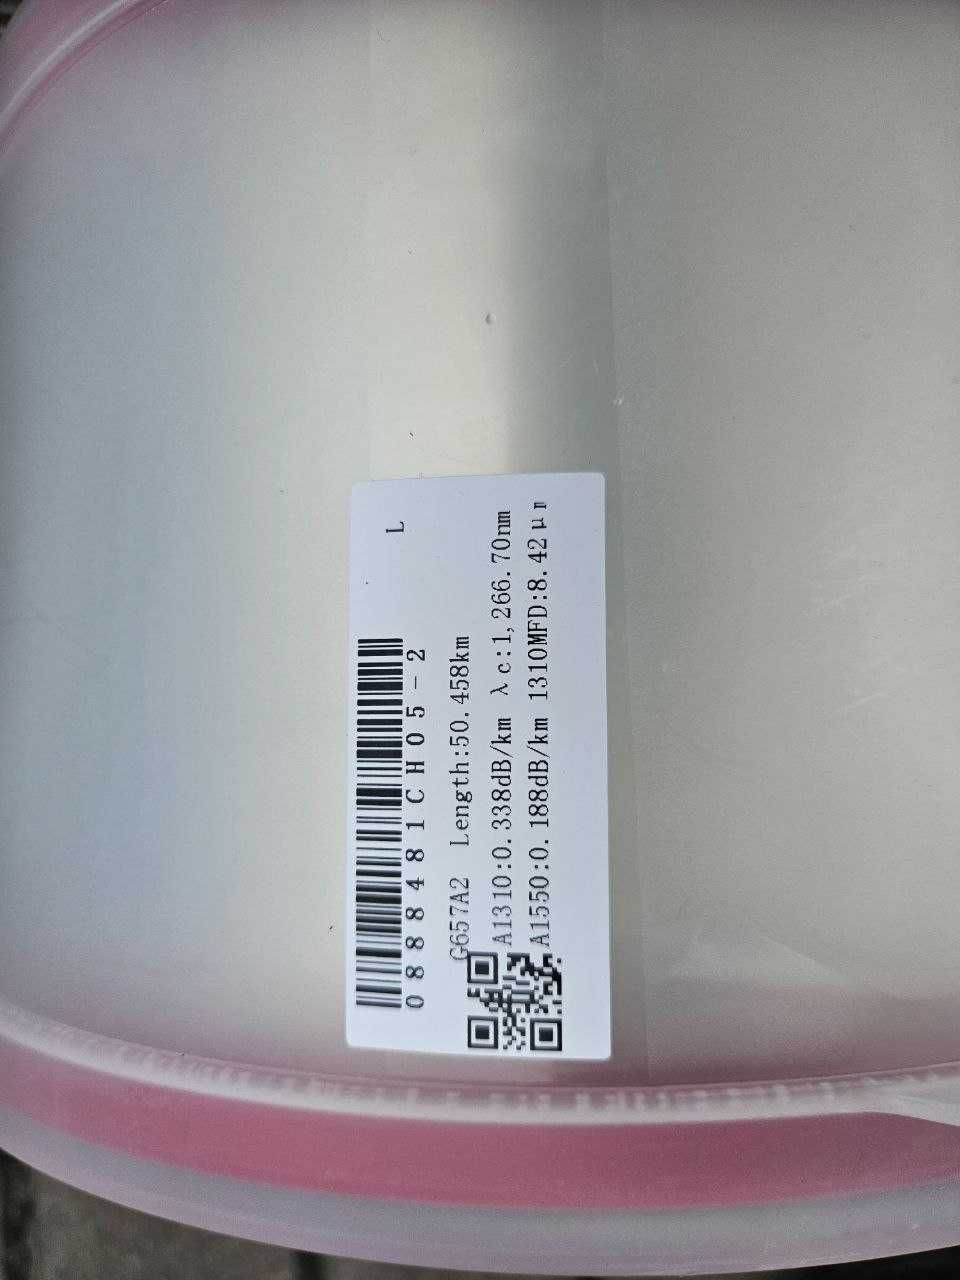 L
0888481CH05-2
G657A2 Length:50.458km
A1310:0.338dB/km λc:1,266.70nm
A1550:0.188dB/km 1310MFD:8.42μm